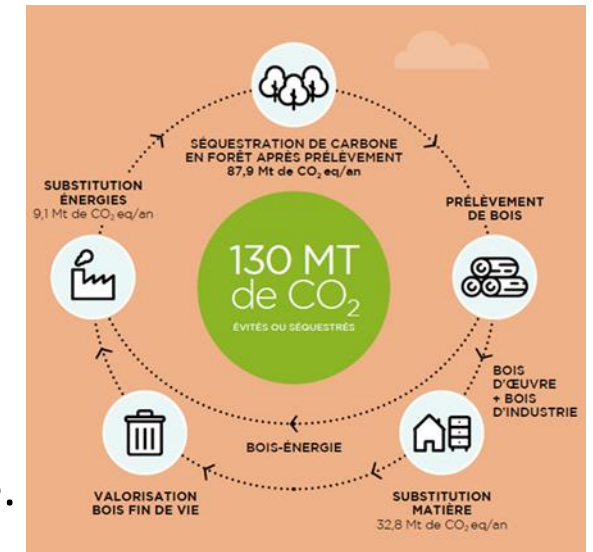 SÉQUESTRATION DE CARBONE
EN FORÊT APRÈS PRÉLÈVEMENT
87,9 Mt de CO₂ eq/an
SUBSTITUTION
ÉNERGIES
9,1 Mt de CO₂ eq/an
PRÉLÈVEMENT
DE BOIS
130 MT
de CO₂
ÉVITÉS OU SÉQUESTRÉS
BOIS
D'ŒUVRE
+ BOIS
D'INDUSTRIE
BOIS-ÉNERGIE
VALORISATION
BOIS FIN DE VIE
SUBSTITUTION
MATIÈRE
32,8 Mt de CO₂ eq/an